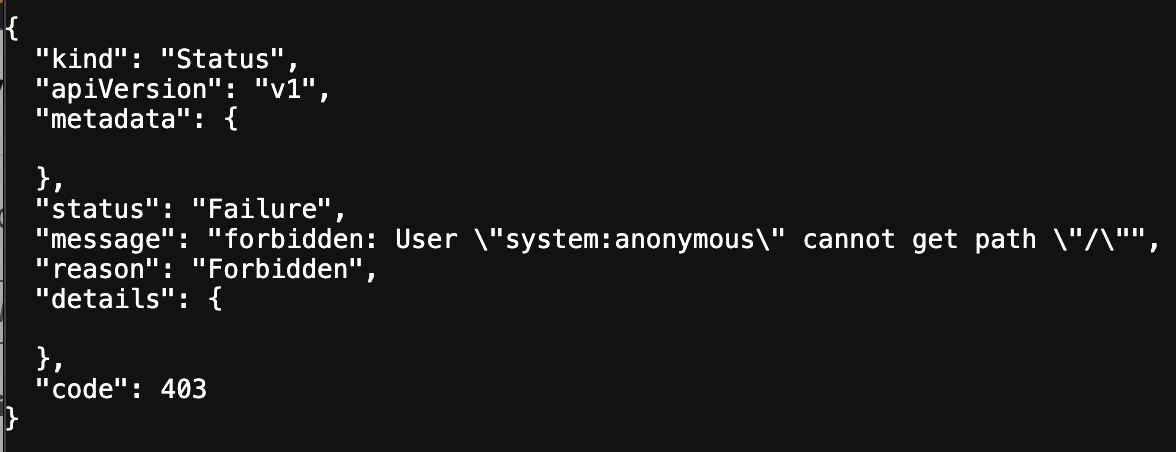 {
  "kind": "Status",
  "apiVersion": "v1",
  "metadata": {

  },
  "status": "Failure",
  "message": "forbidden: User \"system:anonymous\" cannot get path \"/\"",
  "reason": "Forbidden",
  "details": {

  },
  "code": 403
}